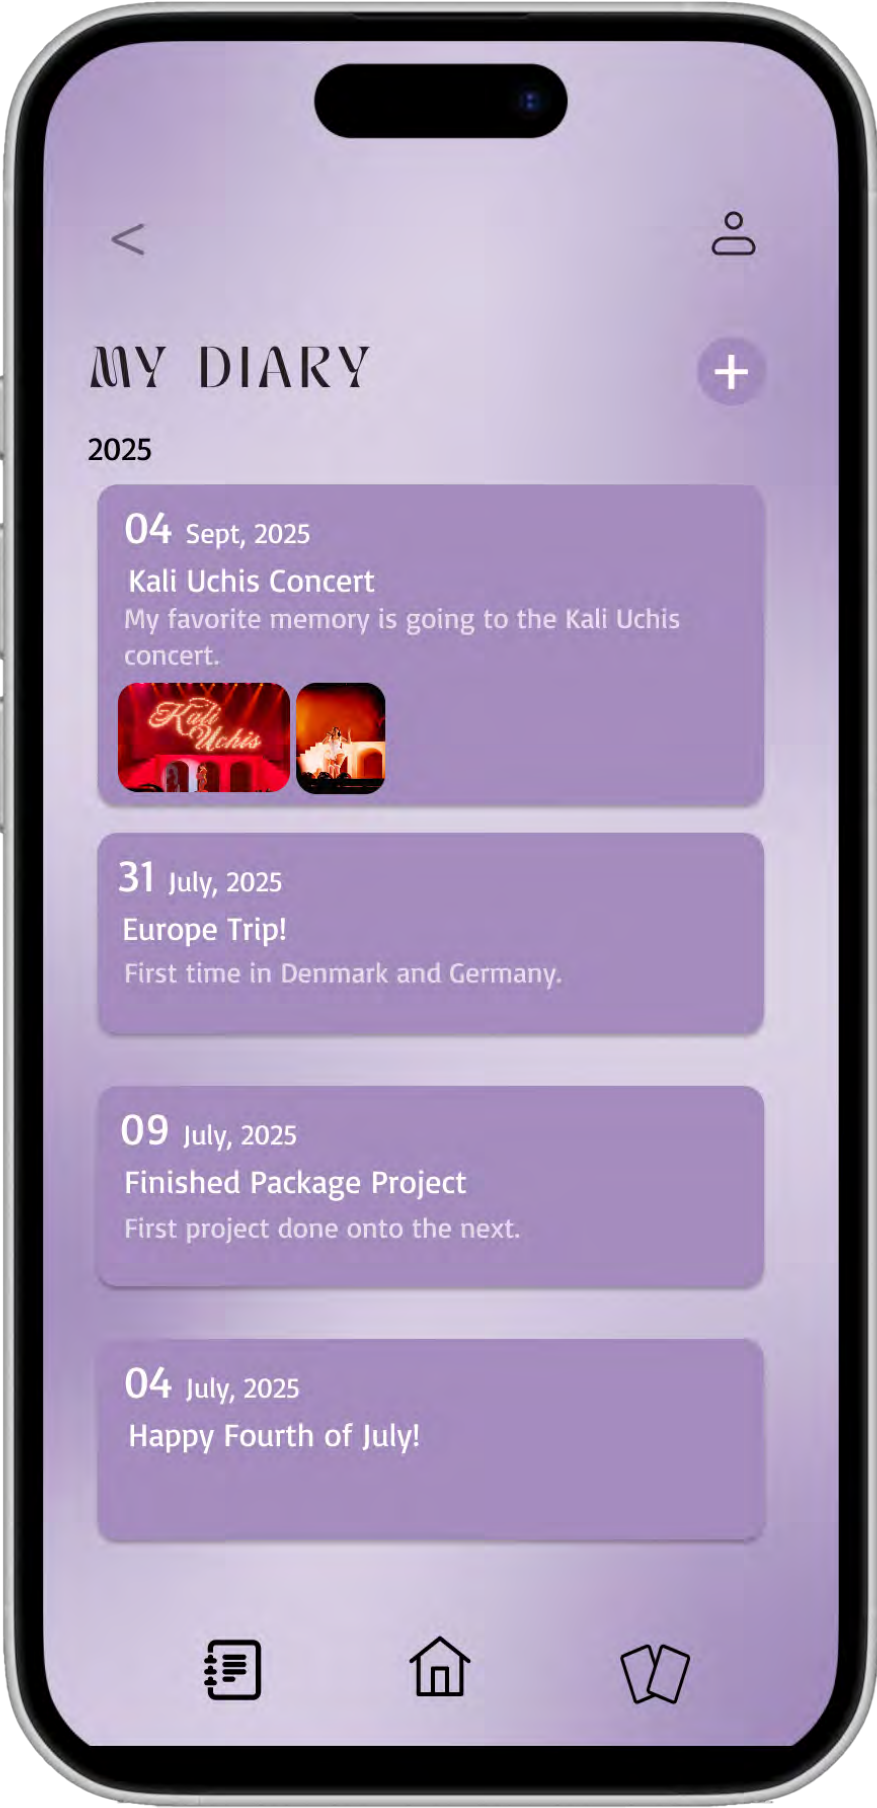 <
MY DIARY
+
2025
04 Sept, 2025
Kali Uchis Concert
My favorite memory is going to the Kali Uchis
concert.
Kali
Uchis
31 July, 2025
Europe Trip!
First time in Denmark and Germany.
09 July, 2025
Finished Package Project
First project done onto the next.
04 July, 2025
Happy Fourth of July!